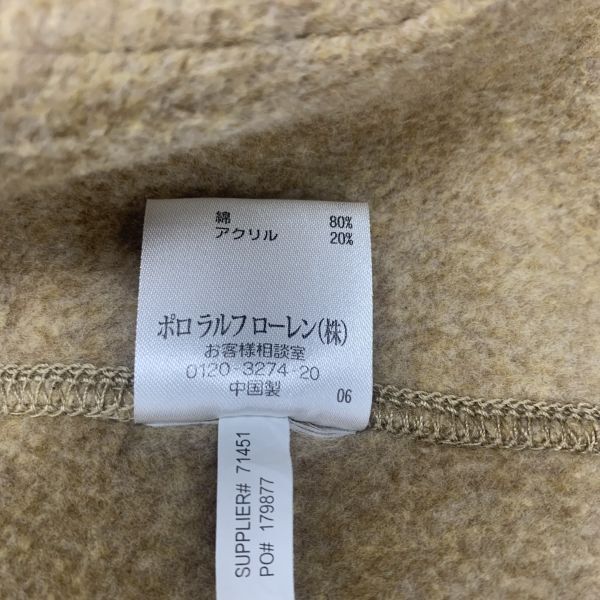 綿 80%
アクリル 20%
ポロ ラルフ ローレン(株)
お客様相談室
0120-3274-20
中国製
06
SUPPLIER# 71451
PO# 179877